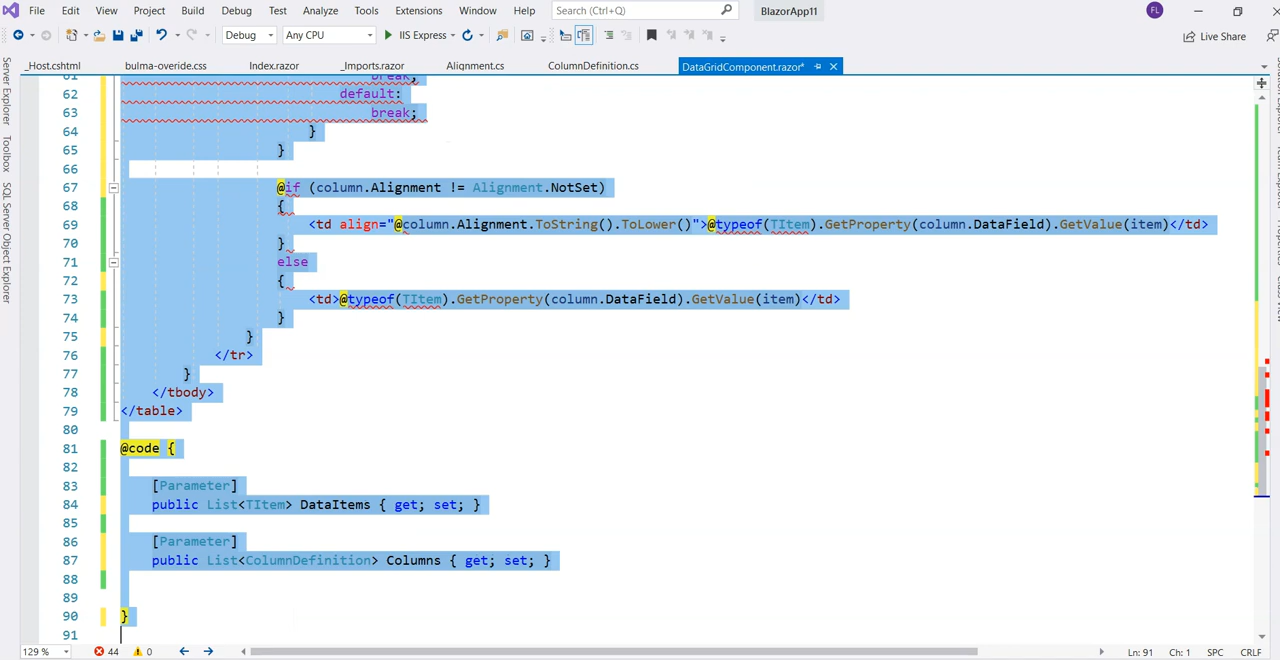 File Edit View Project Build Debug Test Analyze Tools Extensions Window Help Search (Ctrl+Q) BlazorApp11 FL
Debug Any CPU IIS Express Live Share
_Host.cshtml bulma-overide.css Index.razor _Imports.razor Alignment.cs ColumnDefinition.cs DataGridComponent.razor*
Server Explorer
Toolbox
SQL Server Object Explorer
61 break;
62 default:
63 break;
64 }
65 }
66
67 @if (column.Alignment != Alignment.NotSet)
68 {
69 <td align="@column.Alignment.ToString().ToLower()">@typeof(TItem).GetProperty(column.DataField).GetValue(item)</td>
70 }
71 else
72 {
73 <td>@typeof(TItem).GetProperty(column.DataField).GetValue(item)</td>
74 }
75 }
76 </tr>
77 }
78 </tbody>
79 </table>
80
81 @code {
82
83 [Parameter]
84 public List<TItem> DataItems { get; set; }
85
86 [Parameter]
87 public List<ColumnDefinition> Columns { get; set; }
88
89
90 }
91
129 % 44 0 Ln: 91 Ch: 1 SPC CRLF